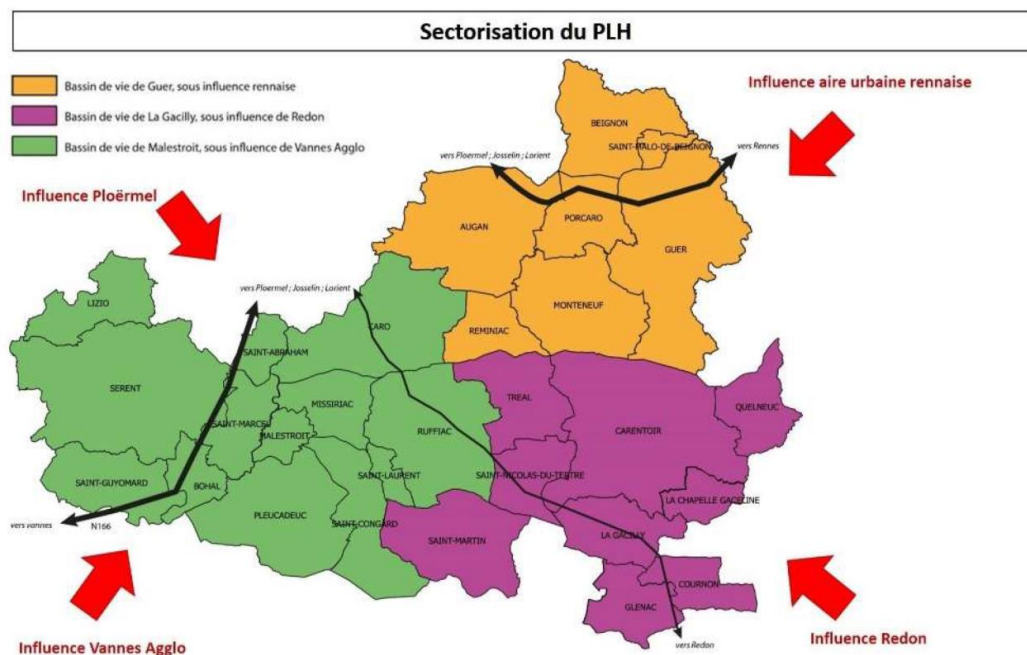 Sectorisation du PLH
Bassin de vie de Guer, sous influence rennaise
Bassin de vie de La Gacilly, sous influence de Redon
Bassin de vie de Malestroit, sous influence de Vannes Agglo
Influence aire urbaine rennaise
BEIGNON
SAINT-MALO-DE-BEIGNON
vers Ploermel ; Josselin ; Lorient
vers Rennes
Influence Ploërmel
AUGAN
PORCARO
GUER
vers Ploermel ; Josselin ; Lorient
LIZIO
MONTENEUF
CARO
REMINIAC
SAINT-ABRAHAM
SERENT
TREAL
MISSIRIAC
QUELNEUC
SAINT-MARCEL
RUFFIAC
CARENTOIR
MALESTROIT
SAINT-GUYOMARD
BOHAL
SAINT-LAURENT
SAINT-NICOLAS-DU-TERTRE
LA CHAPELLE GACELINE
PLEUCADEUC
SAINT-CONGARD
vers Vannes
N166
SAINT-MARTIN
LA GACILLY
COURNON
GLENAC
Influence Vannes Agglo
vers Redon
Influence Redon